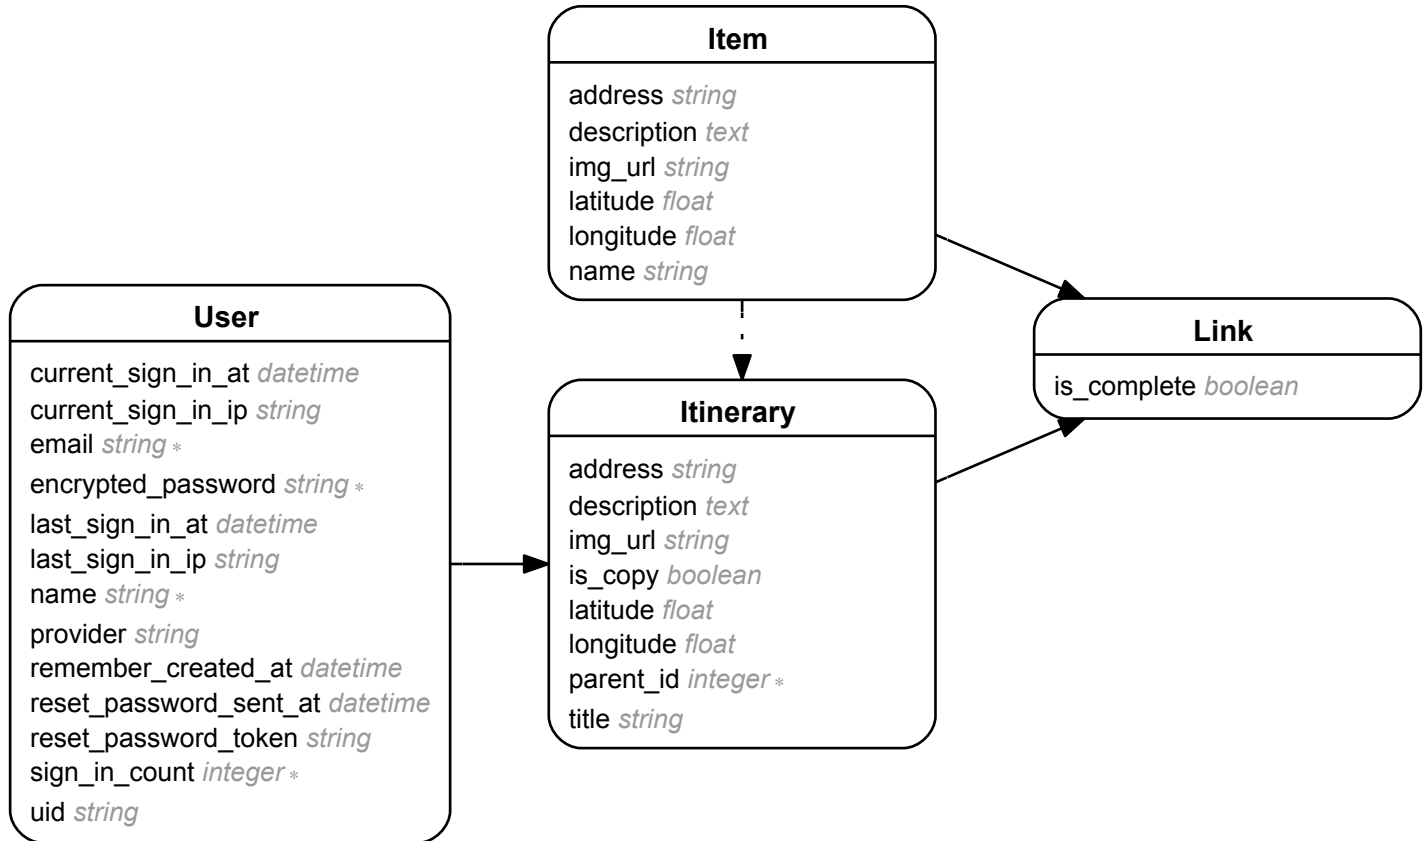 Item
address string
description text
img_url string
latitude float
longitude float
name string
User
current_sign_in_at datetime
current_sign_in_ip string
email string *
encrypted_password string *
last_sign_in_at datetime
last_sign_in_ip string
name string *
provider string
remember_created_at datetime
reset_password_sent_at datetime
reset_password_token string
sign_in_count integer *
uid string
Itinerary
address string
description text
img_url string
is_copy boolean
latitude float
longitude float
parent_id integer *
title string
Link
is_complete boolean